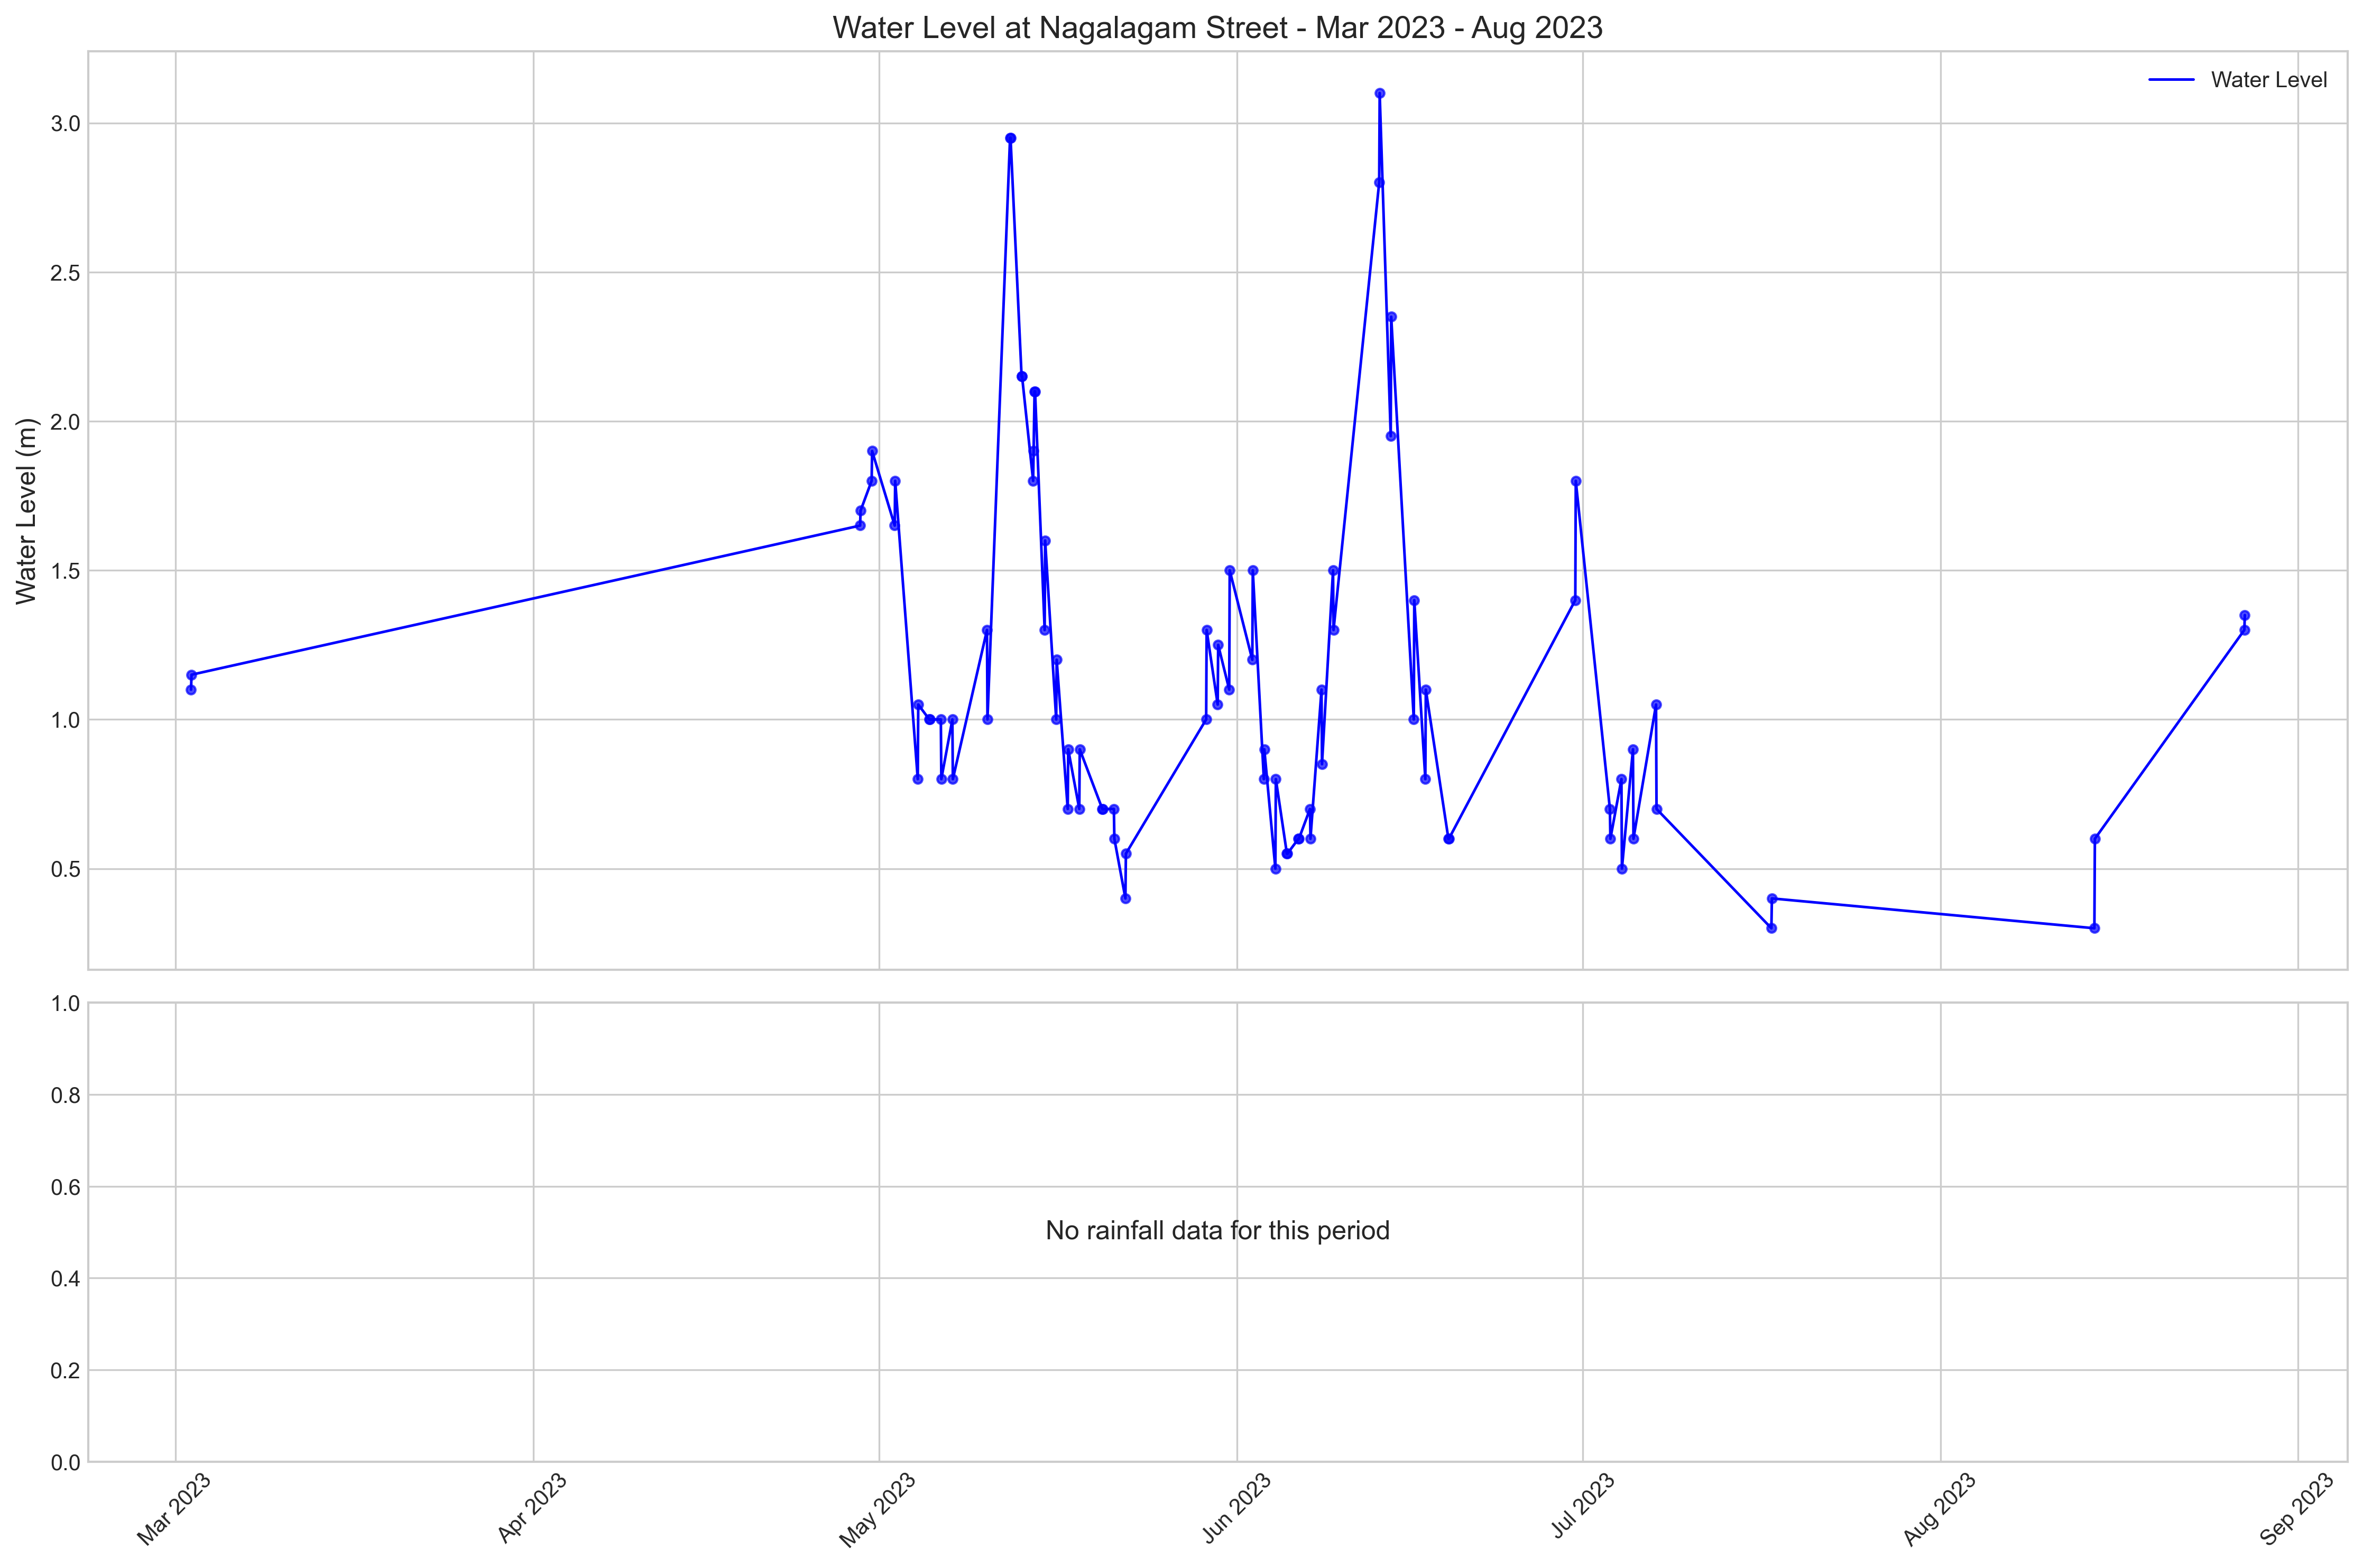 Water Level at Nagalagam Street - Mar 2023 - Aug 2023
Water Level
Water Level (m)
3.0
2.5
2.0
1.5
1.0
0.5
1.0
0.8
0.6
0.4
0.2
0.0
No rainfall data for this period
Mar 2023
Apr 2023
May 2023
Jun 2023
Jul 2023
Aug 2023
Sep 2023